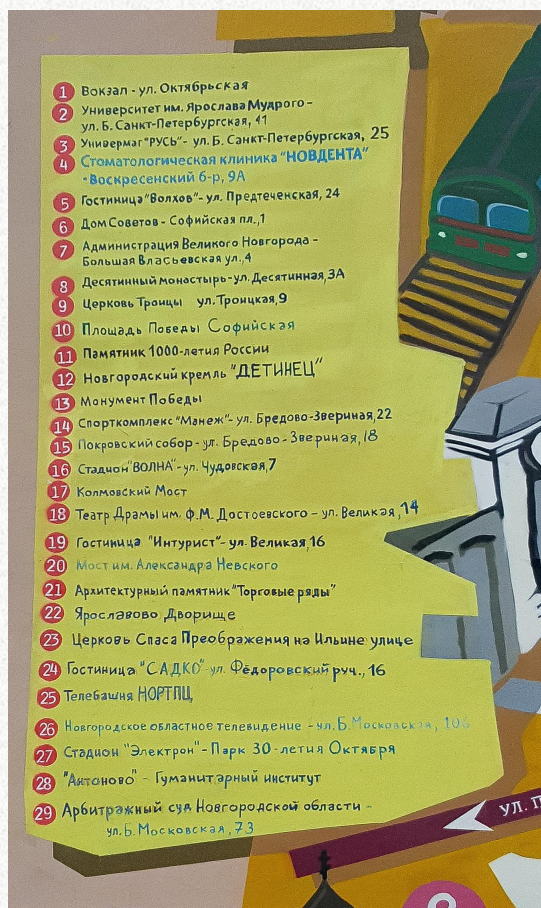 1 Вокзал - ул. Октябрьская
2 Университет им. Ярослава Мудрого -
ул. Б. Санкт-Петербургская, 41
3 Универмаг "РУСЬ" - ул. Б. Санкт-Петербургская, 25
4 Стоматологическая клиника "НОВДЕНТА"
- Воскресенский б-р, 9А
5 Гостиница "Волхов" - ул. Предтеченская, 24
6 Дом Советов - Софийская пл., 1
7 Администрация Великого Новгорода -
Большая Власьевская ул., 4
8 Десятинный монастырь - ул. Десятинная, 3А
9 Церковь Троицы ул. Троицкая, 9
10 Площадь Победы Софийская
11 Памятник 1000-летия России
12 Новгородский кремль "ДЕТИНЕЦ"
13 Монумент Победы
14 Спорткомплекс "Манеж" - ул. Бредово-Звериная, 22
15 Покровский собор - ул. Бредово-Звериная, 18
16 Стадион "ВОЛНА" - ул. Чудовская, 7
17 Колмовский Мост
18 Театр Драмы им. Ф.М. Достоевского - ул. Великая, 14
19 Гостиница "Интурист" - ул. Великая, 16
20 Мост им. Александра Невского
21 Архитектурный памятник "Торговые ряды"
22 Ярославово Дворище
23 Церковь Спаса Преображения на Ильине улице
24 Гостиница "САДКО" - ул. Фёдоровский руч., 16
25 Телебашня НОРТПЦ
26 Новгородское областное телевидение - ул. Б. Московская, 106
27 Стадион "Электрон" - Парк 30-летия Октября
28 "Антоново" - Гуманитарный институт
29 Арбитражный суд Новгородской области -
ул. Б. Московская, 73
УЛ.